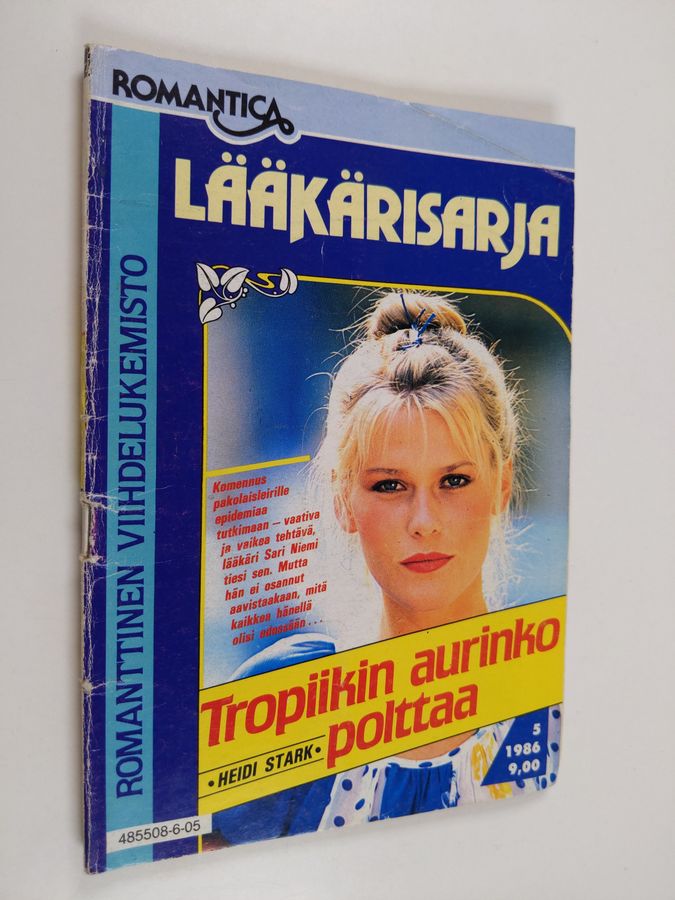 ROMANTICA
LÄÄKÄRISARJA
ROMANTTINEN VIIHDELUKEMISTO
Komennus
pakolaisleirille
epidemiaa
tutkimaan – vaativa
ja vaikea tehtävä,
lääkäri Sari Niemi
tiesi sen. Mutta
hän ei osannut
aavistaakaan, mitä
kaikkea hänellä
olisi edessään...
Tropiikin aurinko
polttaa
• HEIDI STARK •
5
1986
9,00
485508-6-05